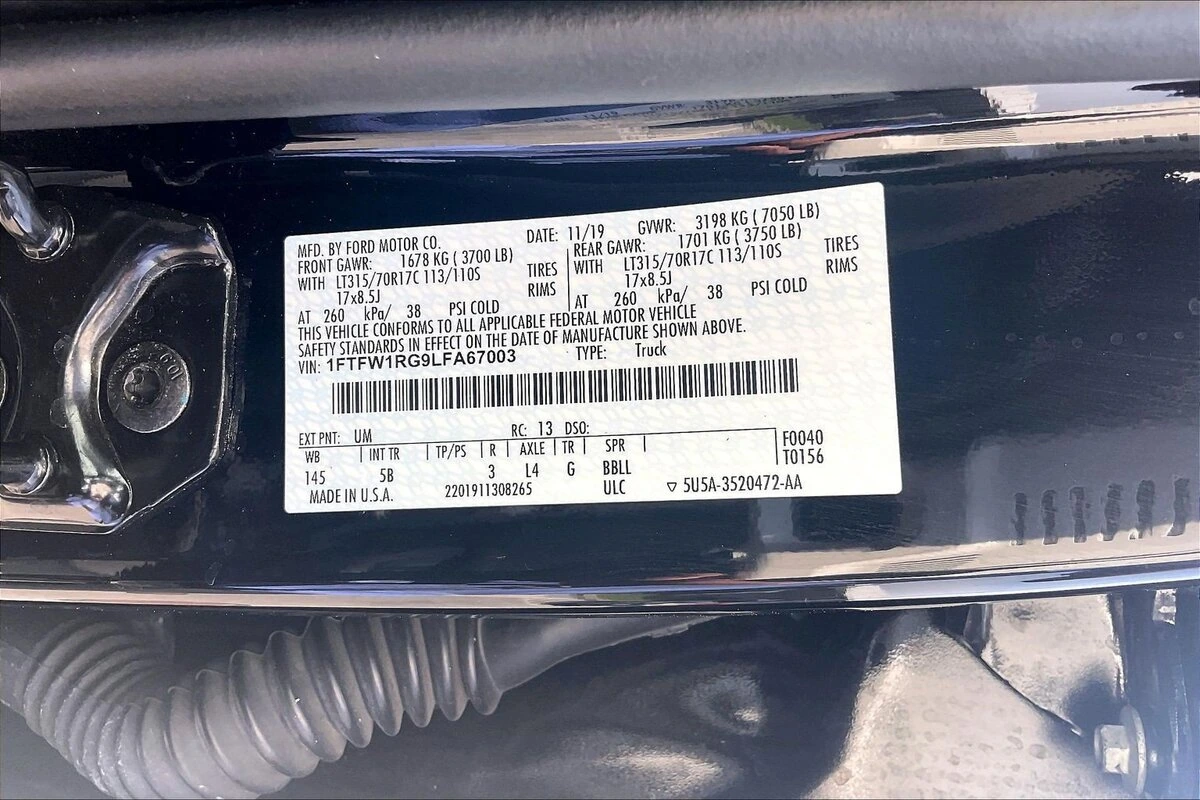 MFD. BY FORD MOTOR CO.
DATE: 11/19 GVWR: 3198 KG ( 7050 LB)
FRONT GAWR: 1678 KG ( 3700 LB)
WITH LT315/70R17C 113/110S TIRES
17x8.5J RIMS
AT 260 kPa/ 38 PSI COLD
REAR GAWR: 1701 KG ( 3750 LB)
WITH LT315/70R17C 113/110S TIRES
17x8.5J RIMS
AT 260 kPa/ 38 PSI COLD
THIS VEHICLE CONFORMS TO ALL APPLICABLE FEDERAL MOTOR VEHICLE
SAFETY STANDARDS IN EFFECT ON THE DATE OF MANUFACTURE SHOWN ABOVE.
VIN: 1FTFW1RG9LFA67003 TYPE: Truck
EXT PNT: UM RC: 13 DSO:
WB INT TR TP/PS R AXLE TR SPR F0040
145 5B 3 L4 G BBLL T0156
MADE IN U.S.A. 2201911308265 ULC ▽ 5U5A-3520472-AA